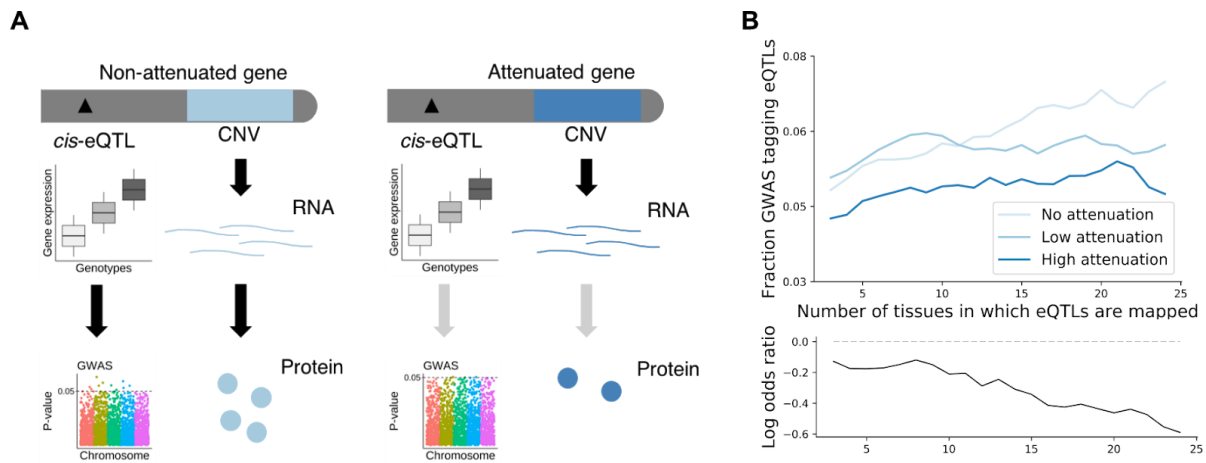 A
Non-attenuated gene
cis-eQTL
CNV
Gene expression
Genotypes
RNA
GWAS
0.05
P-value
Chromosome
Protein
Attenuated gene
cis-eQTL
CNV
Gene expression
Genotypes
RNA
GWAS
0.05
P-value
Chromosome
Protein
B
Fraction GWAS tagging eQTLs
0.08
0.06
0.05
0.03
No attenuation
Low attenuation
High attenuation
5 10 15 20 25
Number of tissues in which eQTLs are mapped
Log odds ratio
0.0
−0.2
−0.4
−0.6
5 10 15 20 25